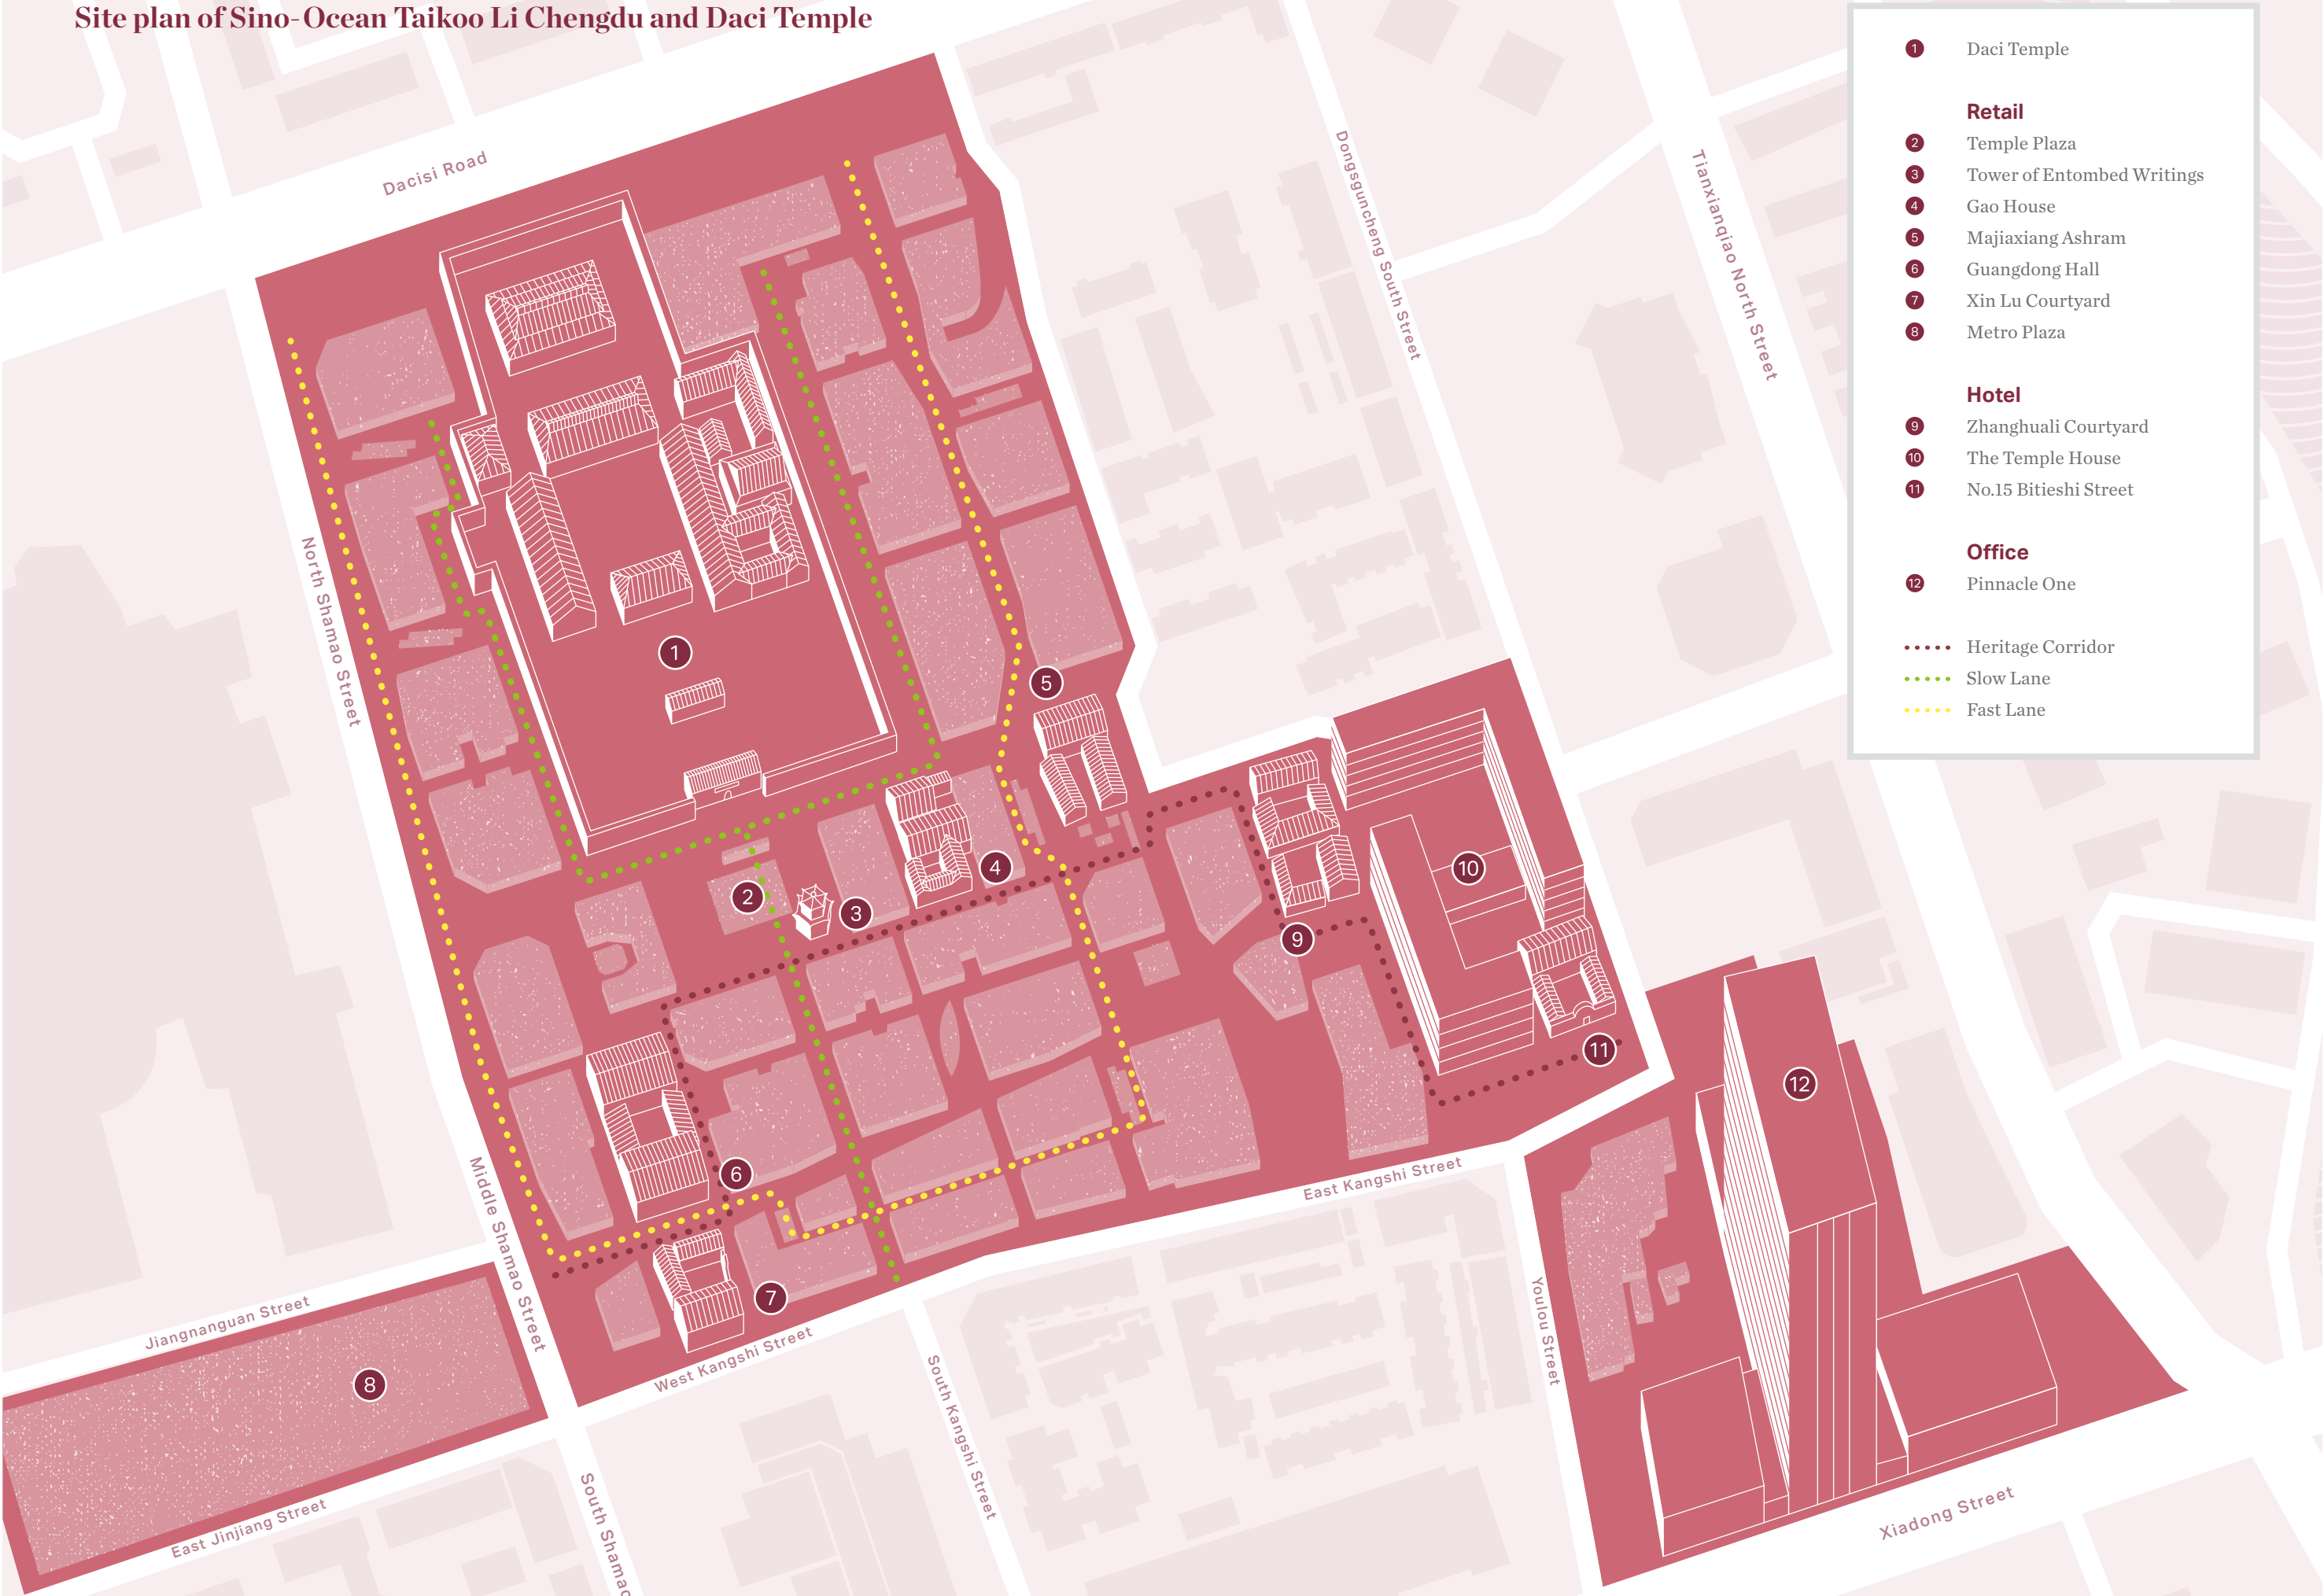 Site plan of Sino-Ocean Taikoo Li Chengdu and Daci Temple
1 Daci Temple
Retail
2 Temple Plaza
3 Tower of Entombed Writings
4 Gao House
5 Majiaxiang Ashram
6 Guangdong Hall
7 Xin Lu Courtyard
8 Metro Plaza
Hotel
9 Zhanghuali Courtyard
10 The Temple House
11 No.15 Bitieshi Street
Office
12 Pinnacle One
Heritage Corridor
Slow Lane
Fast Lane
Dacisi Road
Dongsguncheng South Street
Tianxianqiao North Street
North Shamao Street
1
5
4
10
2
3
9
11
12
6
7
8
East Kangshi Street
Middle Shamao Street
Jiangnanguan Street
West Kangshi Street
South Kangshi Street
Youlou Street
East Jinjiang Street
South Shamao
Xiadong Street